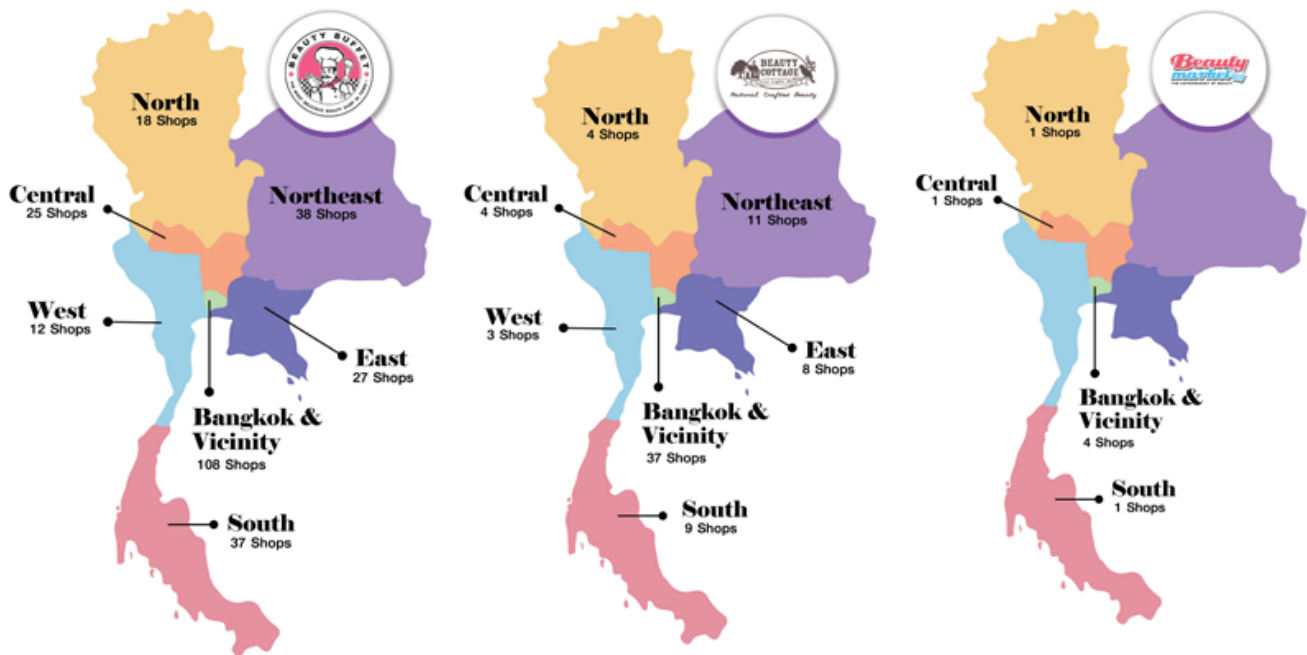 BEAUTY BUFFET
North
18 Shops
Central
25 Shops
Northeast
38 Shops
West
12 Shops
East
27 Shops
Bangkok &
Vicinity
108 Shops
South
37 Shops
BEAUTY
COTTAGE
Natural Crafted Beauty
North
4 Shops
Central
4 Shops
Northeast
11 Shops
West
3 Shops
East
8 Shops
Bangkok &
Vicinity
37 Shops
South
9 Shops
Beauty
market
North
1 Shops
Central
1 Shops
Bangkok &
Vicinity
4 Shops
South
1 Shops